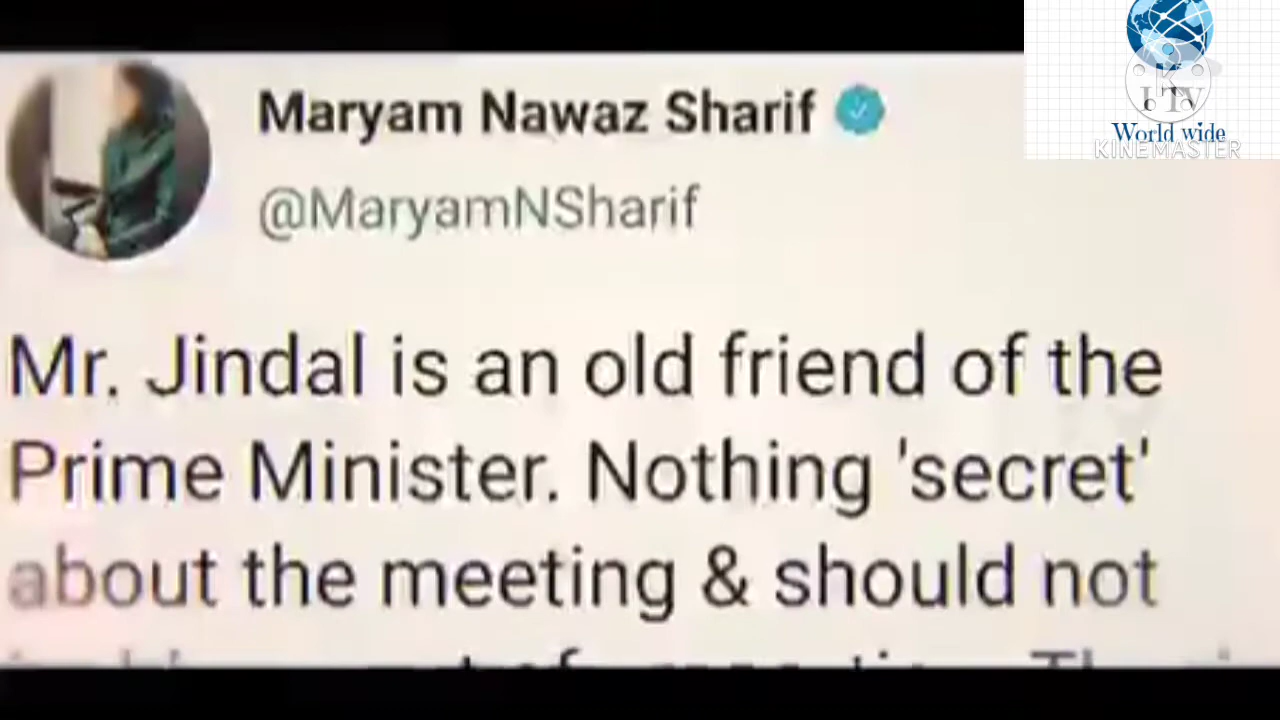 Maryam Nawaz Sharif
@MaryamNSharif
Mr. Jindal is an old friend of the
Prime Minister. Nothing 'secret'
about the meeting & should not
World wide
KINEMASTER